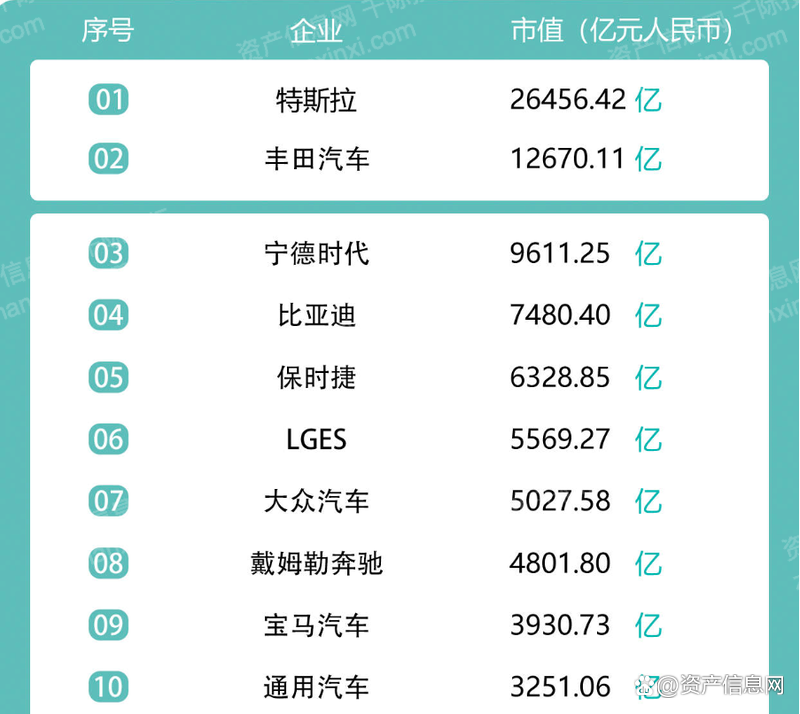 序号 企业 市值（亿元人民币）
01 特斯拉 26456.42 亿
02 丰田汽车 12670.11 亿
03 宁德时代 9611.25 亿
04 比亚迪 7480.40 亿
05 保时捷 6328.85 亿
06 LGES 5569.27 亿
07 大众汽车 5027.58 亿
08 戴姆勒奔驰 4801.80 亿
09 宝马汽车 3930.73 亿
10 通用汽车 3251.06 亿
@资产信息网